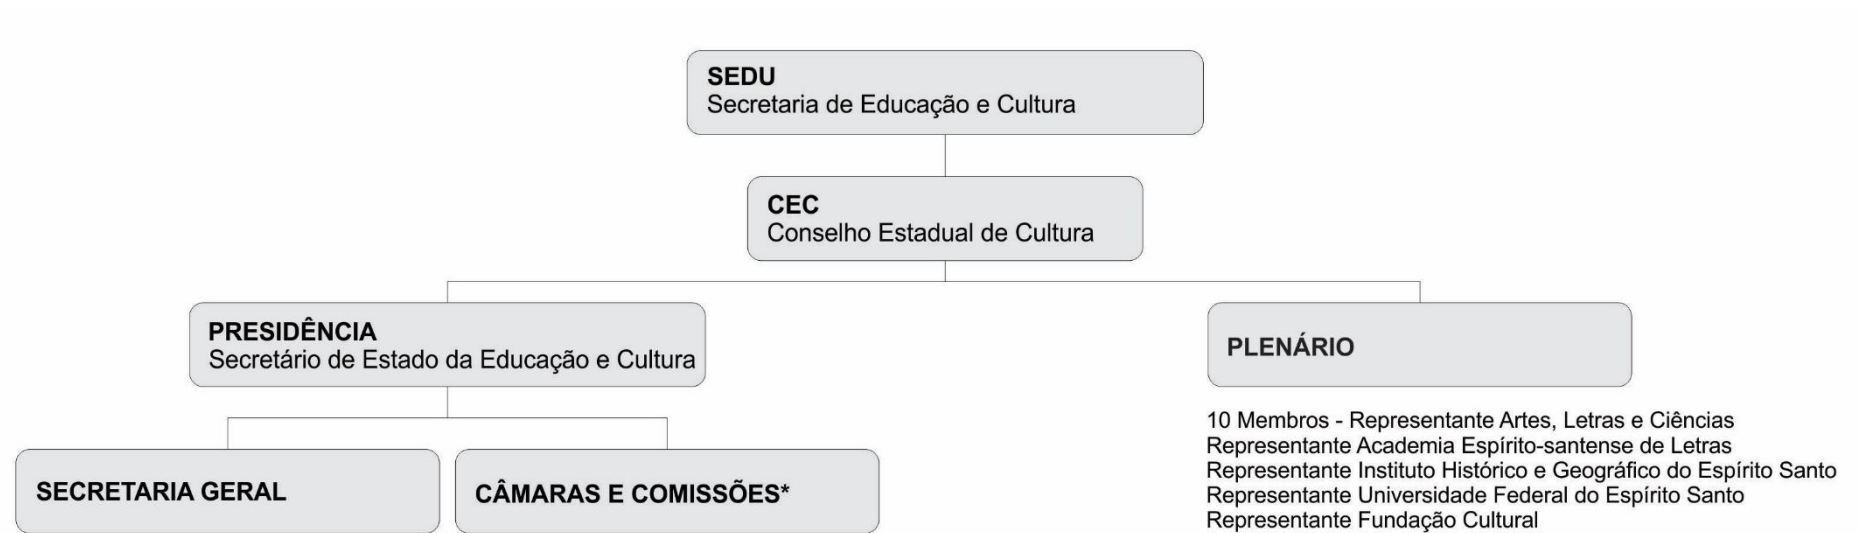 SEDU
Secretaria de Educação e Cultura
CEC
Conselho Estadual de Cultura
PRESIDÊNCIA
Secretário de Estado da Educação e Cultura
PLENÁRIO
10 Membros - Representante Artes, Letras e Ciências
Representante Academia Espírito-santense de Letras
Representante Instituto Histórico e Geográfico do Espírito Santo
Representante Universidade Federal do Espírito Santo
Representante Fundação Cultural
SECRETARIA GERAL
CÂMARAS E COMISSÕES*